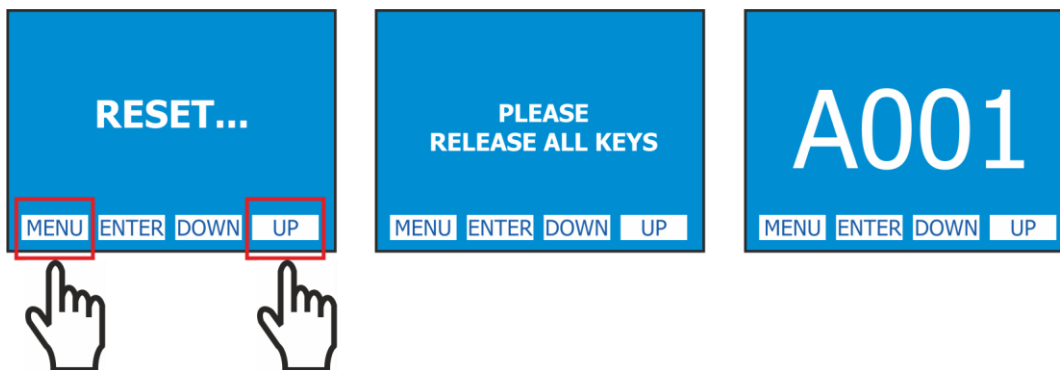 RESET...
MENU ENTER DOWN UP
PLEASE
RELEASE ALL KEYS
MENU ENTER DOWN UP
A001
MENU ENTER DOWN UP